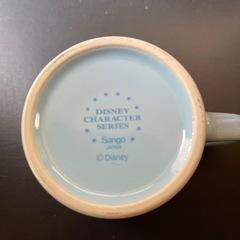 DISNEY
CHARACTER
SERIES
Sango
JAPAN
© Disney